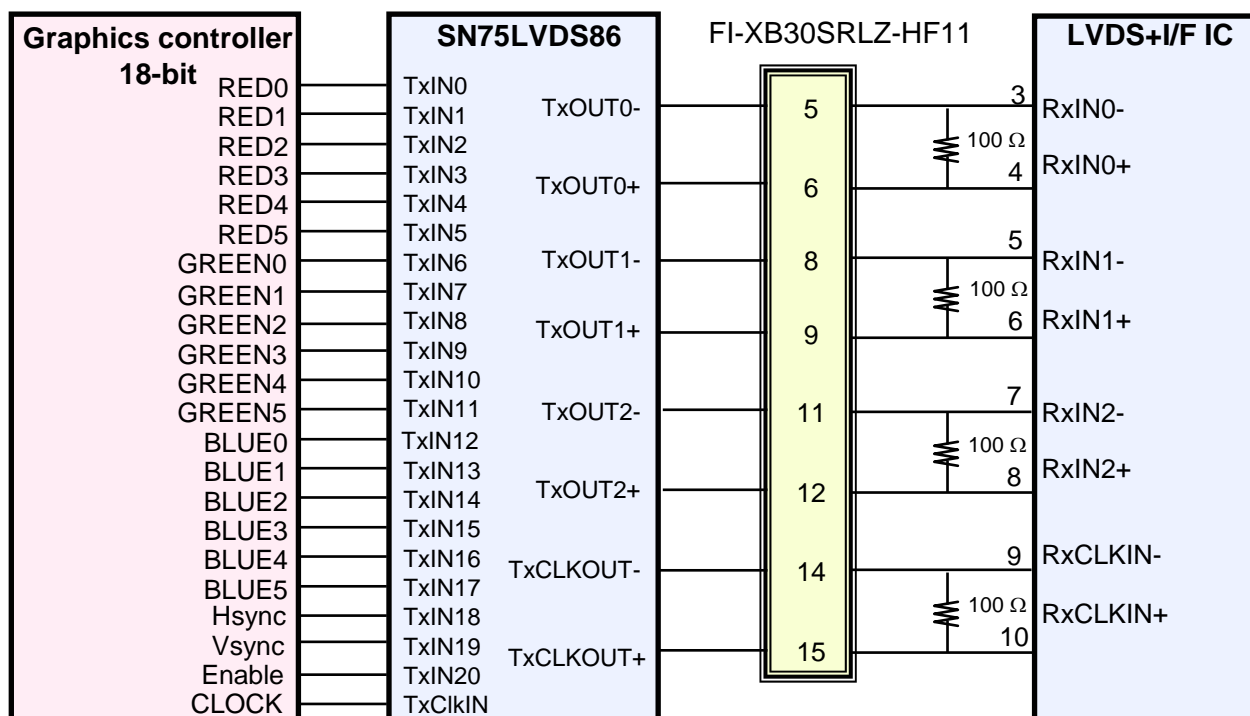 Graphics controller
18-bit
RED0
RED1
RED2
RED3
RED4
RED5
GREEN0
GREEN1
GREEN2
GREEN3
GREEN4
GREEN5
BLUE0
BLUE1
BLUE2
BLUE3
BLUE4
BLUE5
Hsync
Vsync
Enable
CLOCK
SN75LVDS86
TxIN0
TxIN1
TxIN2
TxIN3
TxIN4
TxIN5
TxIN6
TxIN7
TxIN8
TxIN9
TxIN10
TxIN11
TxIN12
TxIN13
TxIN14
TxIN15
TxIN16
TxIN17
TxIN18
TxIN19
TxIN20
TxClkIN
TxOUT0-
TxOUT0+
TxOUT1-
TxOUT1+
TxOUT2-
TxOUT2+
TxCLKOUT-
TxCLKOUT+
FI-XB30SRLZ-HF11
5
6
8
9
11
12
14
15
3
100 Ω
4
5
100 Ω
6
7
100 Ω
8
9
100 Ω
10
LVDS+I/F IC
RxIN0-
RxIN0+
RxIN1-
RxIN1+
RxIN2-
RxIN2+
RxCLKIN-
RxCLKIN+